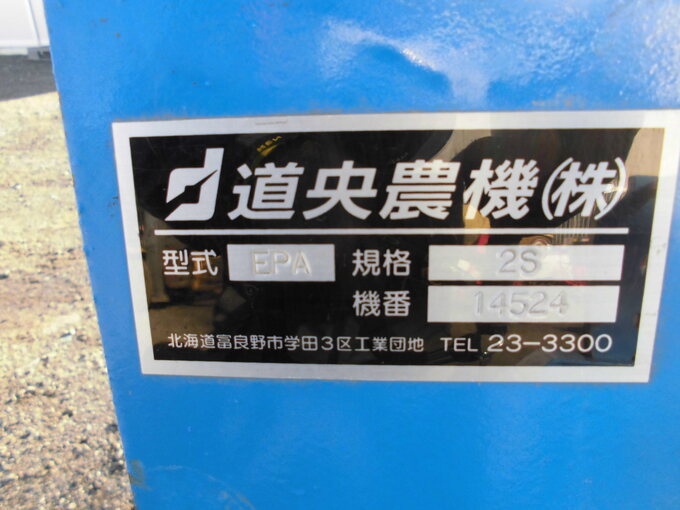 道央農機(株)
型式 EPA 規格 2S
機番 14524
北海道富良野市学田3区工業団地 TEL 23-3300